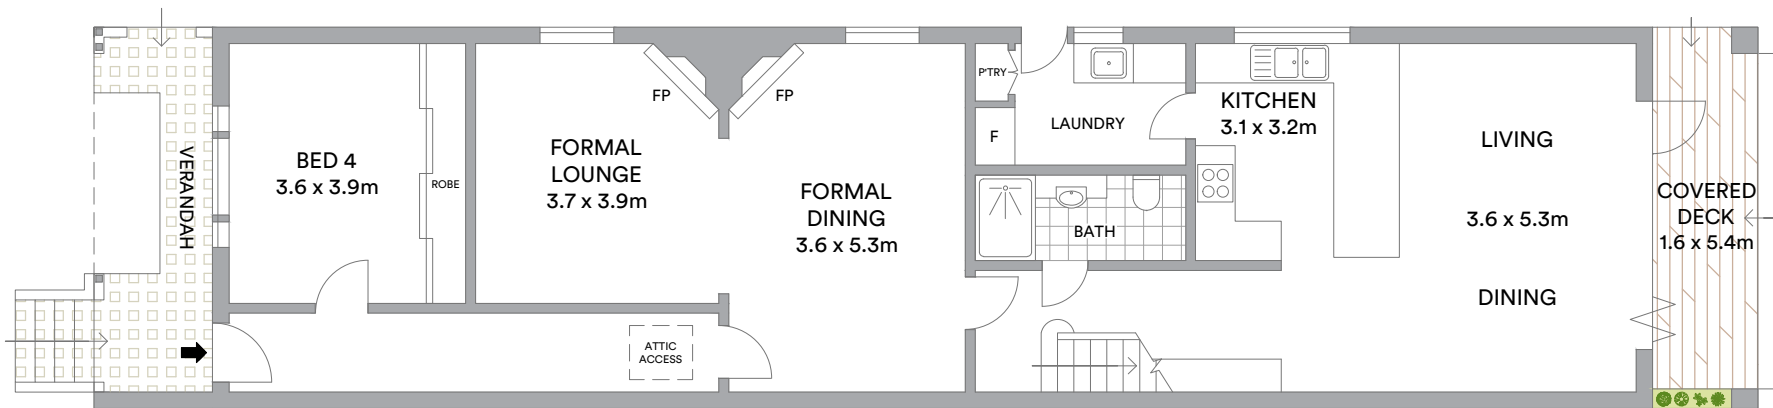 VERANDAH
BED 4
3.6 x 3.9m
ROBE
FORMAL
LOUNGE
3.7 x 3.9m
FP
FP
FORMAL
DINING
3.6 x 5.3m
ATTIC
ACCESS
P'TRY
F
LAUNDRY
BATH
KITCHEN
3.1 x 3.2m
LIVING
3.6 x 5.3m
DINING
COVERED
DECK
1.6 x 5.4m